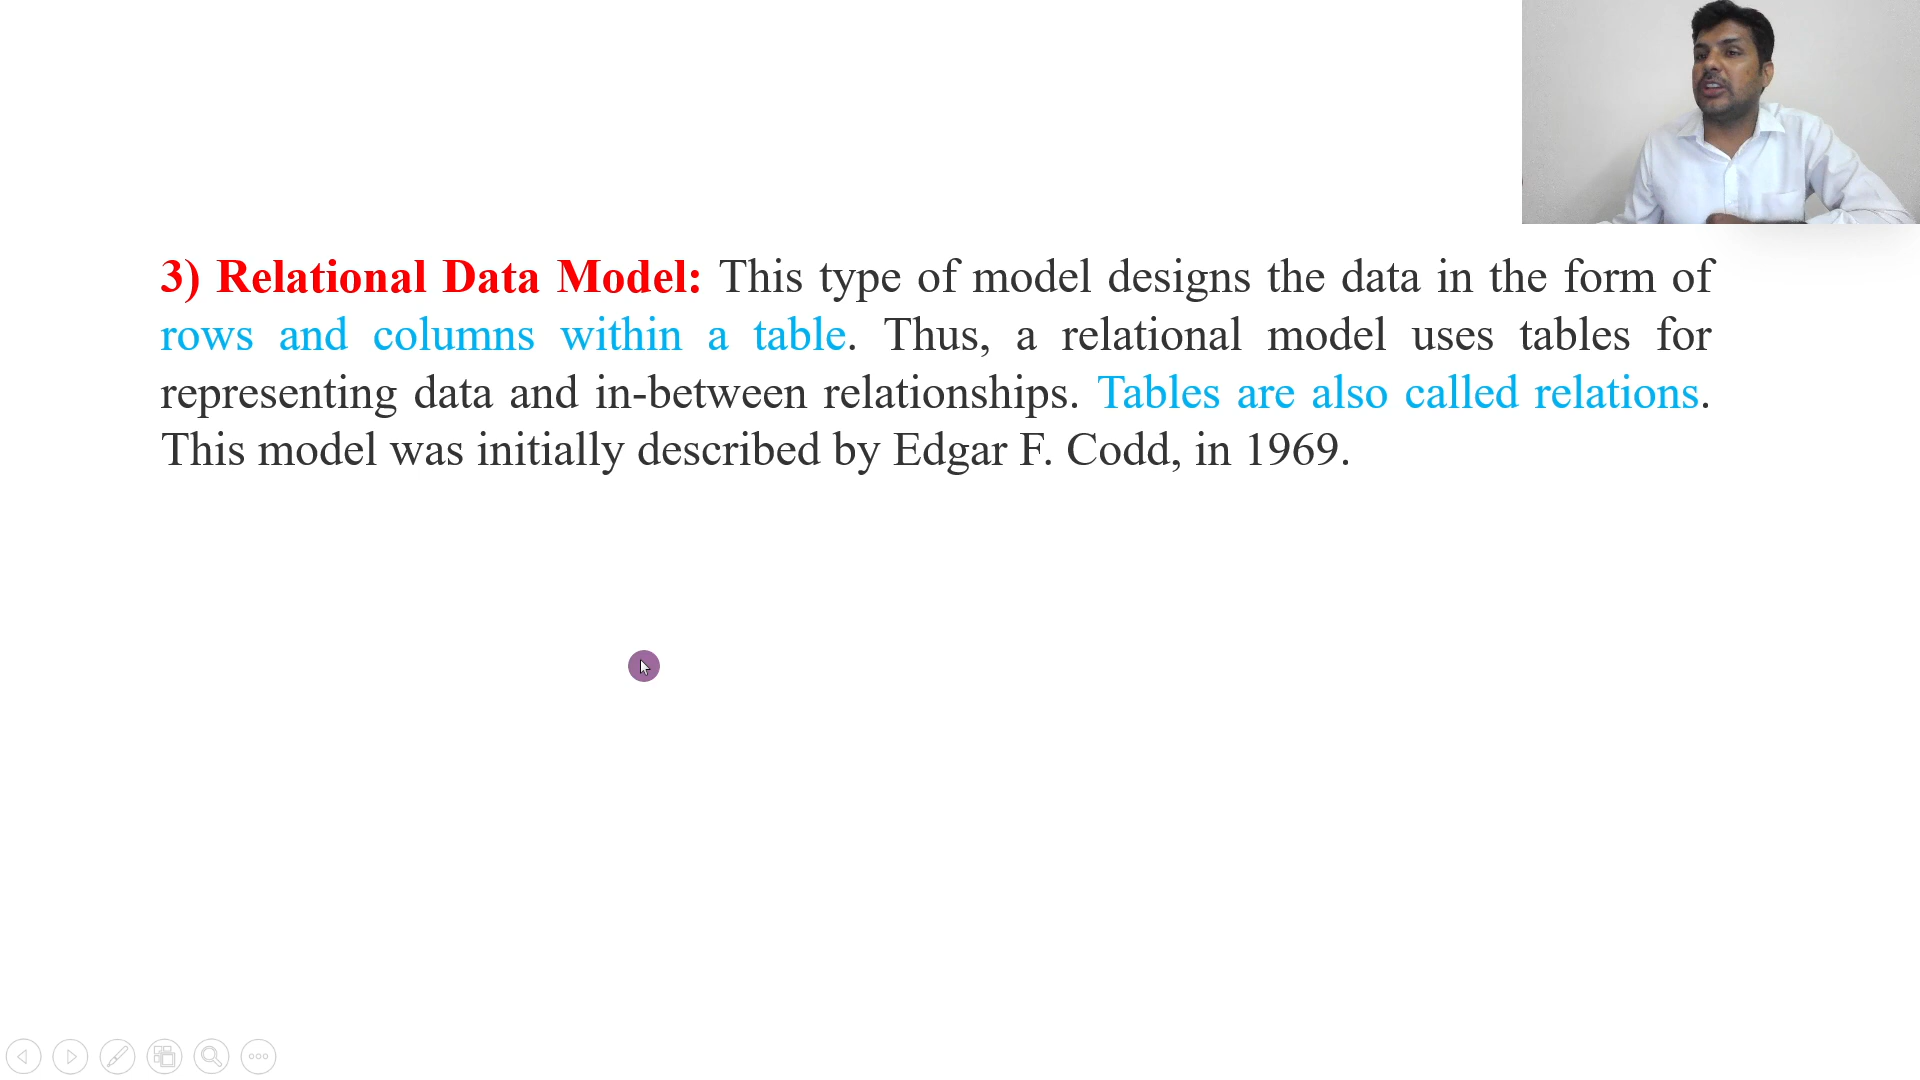 3) Relational Data Model: This type of model designs the data in the form of
rows and columns within a table. Thus, a relational model uses tables for
representing data and in-between relationships. Tables are also called relations.
This model was initially described by Edgar F. Codd, in 1969.